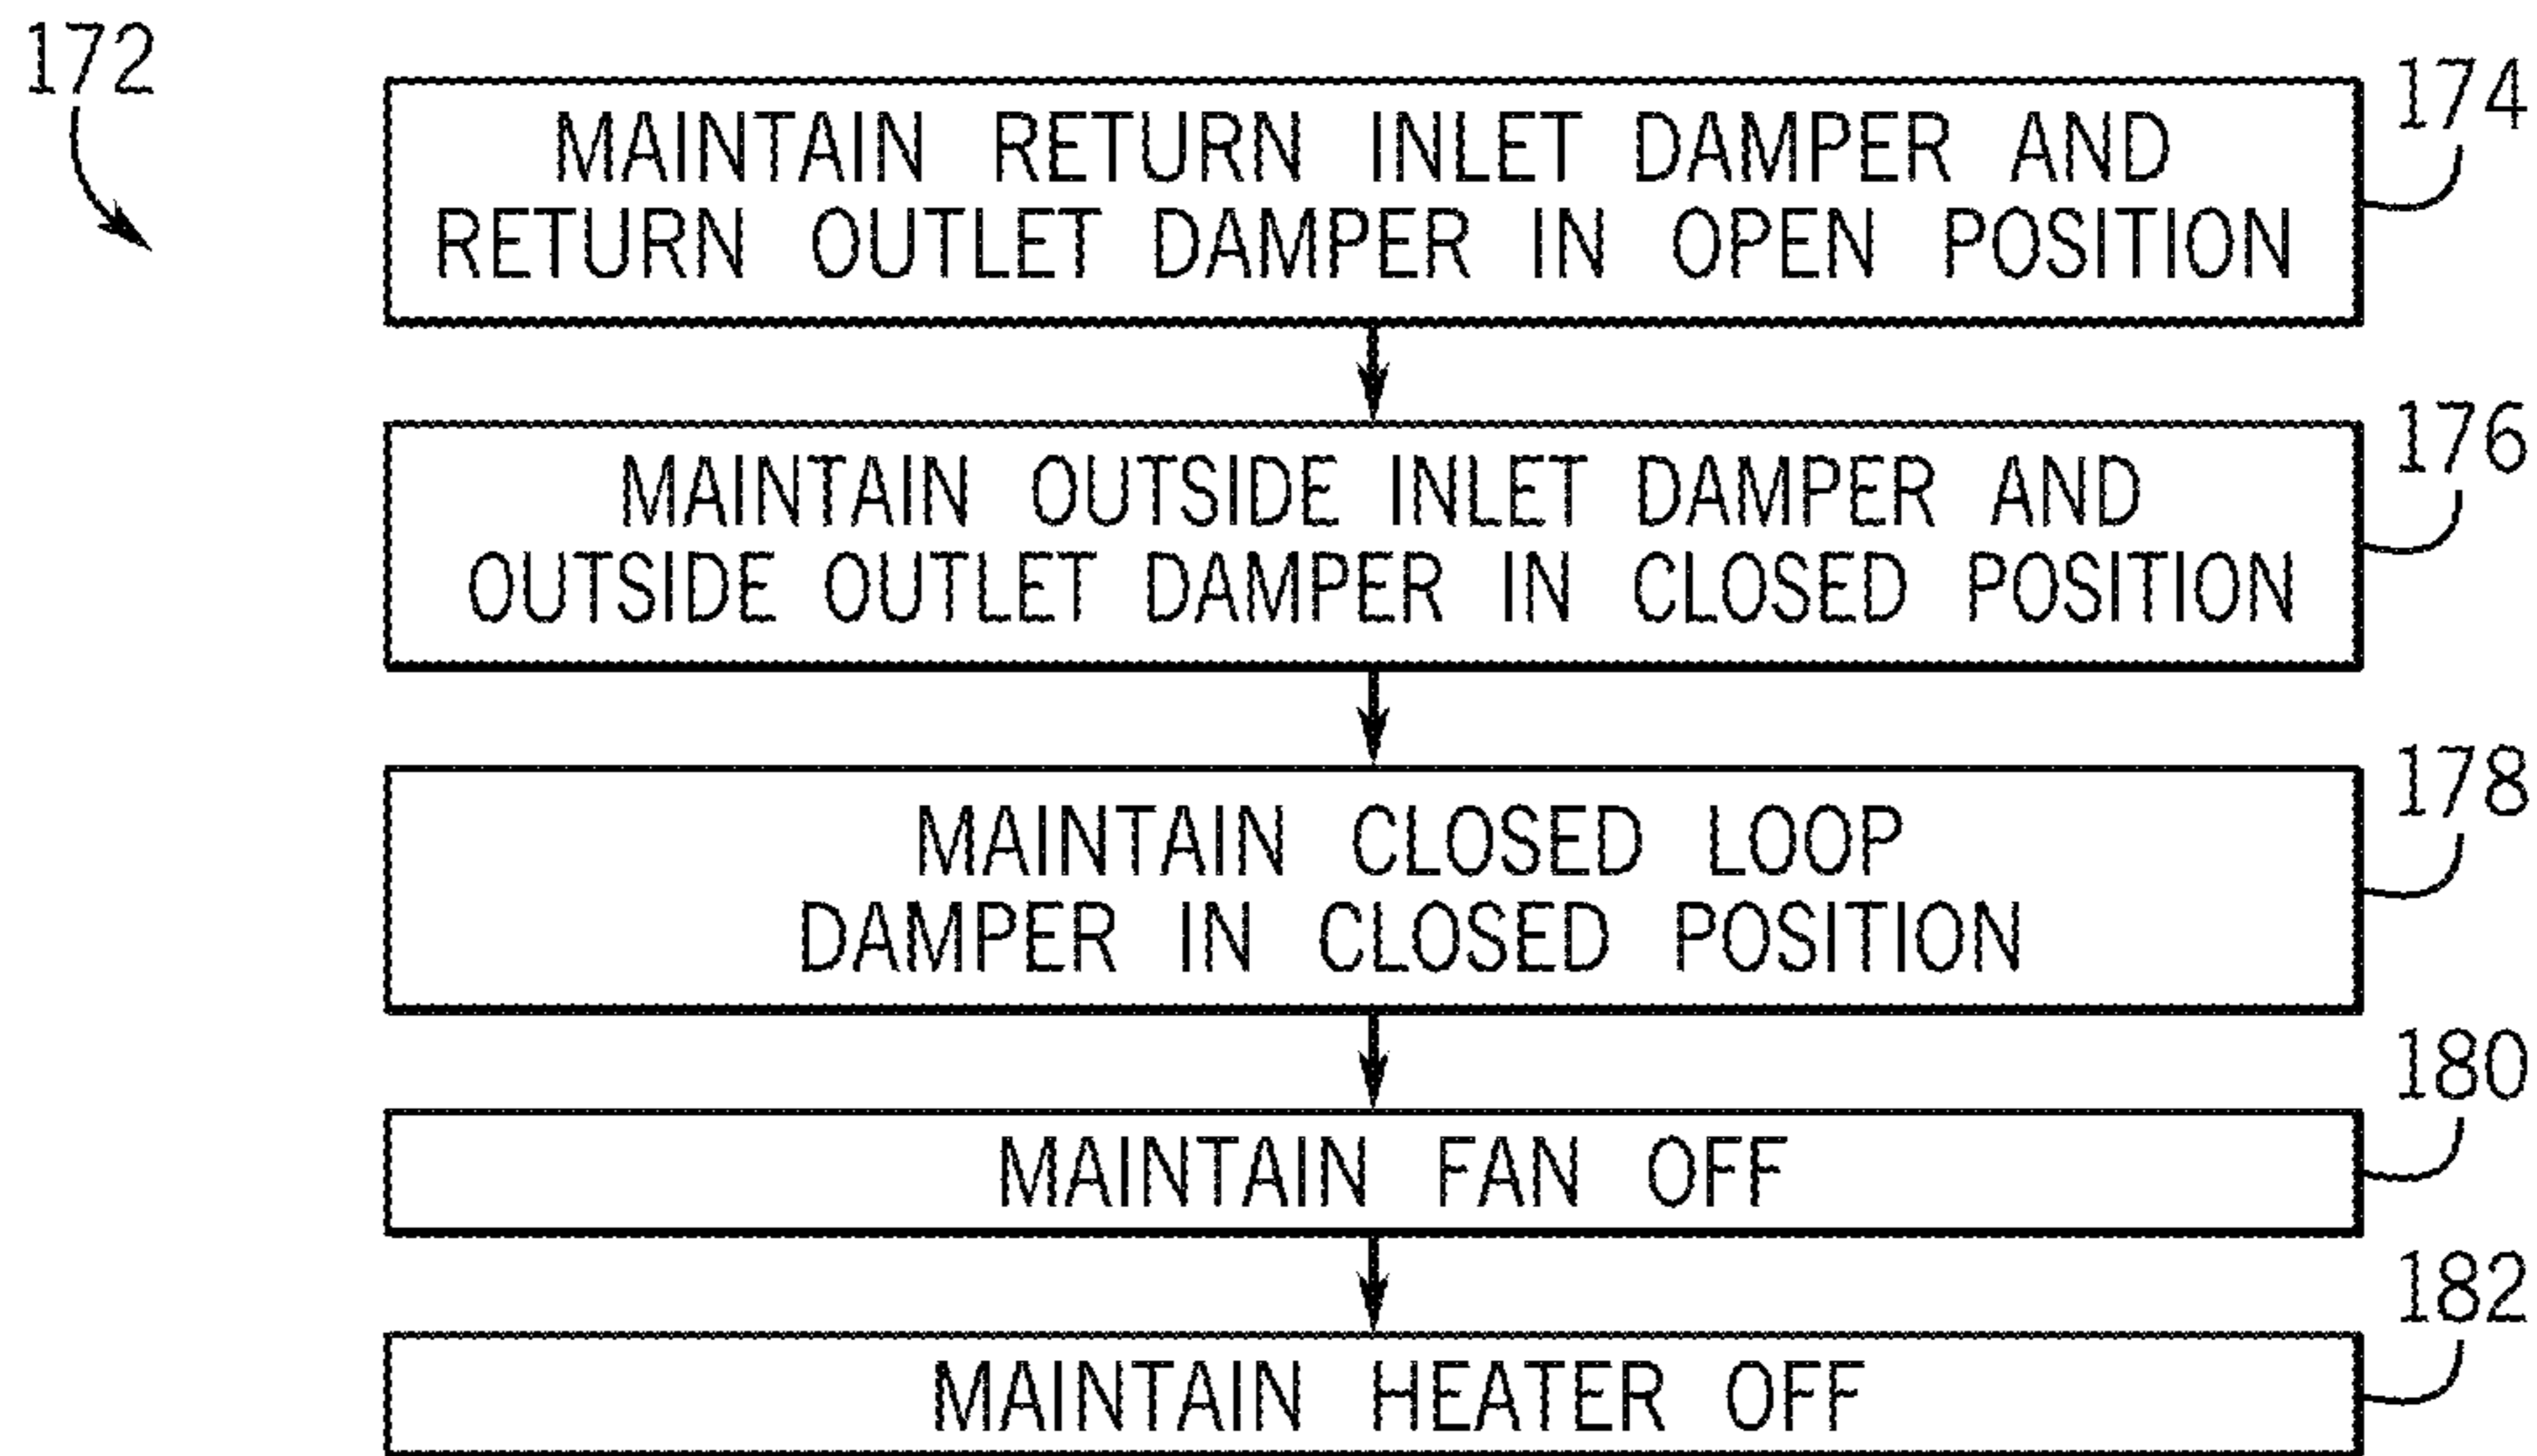 172
174
MAINTAIN RETURN INLET DAMPER AND
RETURN OUTLET DAMPER IN OPEN POSITION
176
MAINTAIN OUTSIDE INLET DAMPER AND
OUTSIDE OUTLET DAMPER IN CLOSED POSITION
178
MAINTAIN CLOSED LOOP
DAMPER IN CLOSED POSITION
180
MAINTAIN FAN OFF
182
MAINTAIN HEATER OFF